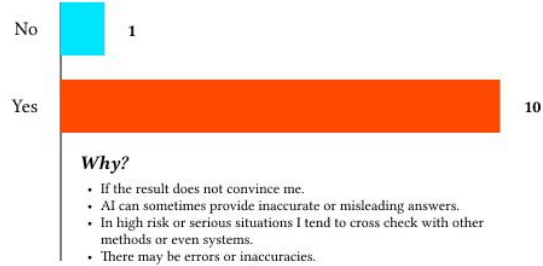 No
1
Yes
10
Why?
• If the result does not convince me.
• AI can sometimes provide inaccurate or misleading answers.
• In high risk or serious situations I tend to cross check with other
methods or even systems.
• There may be errors or inaccuracies.